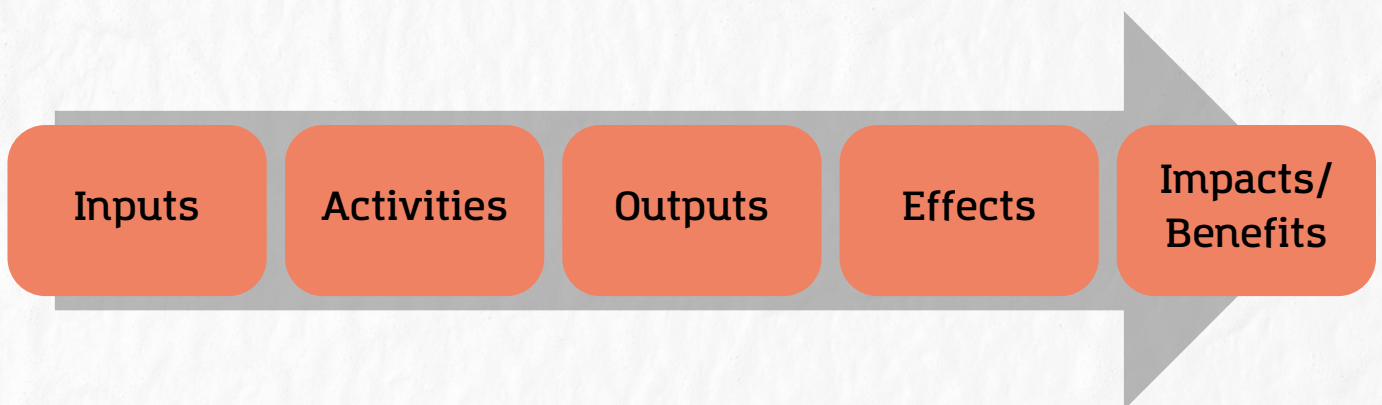 Inputs
Activities
Outputs
Effects
Impacts/
Benefits